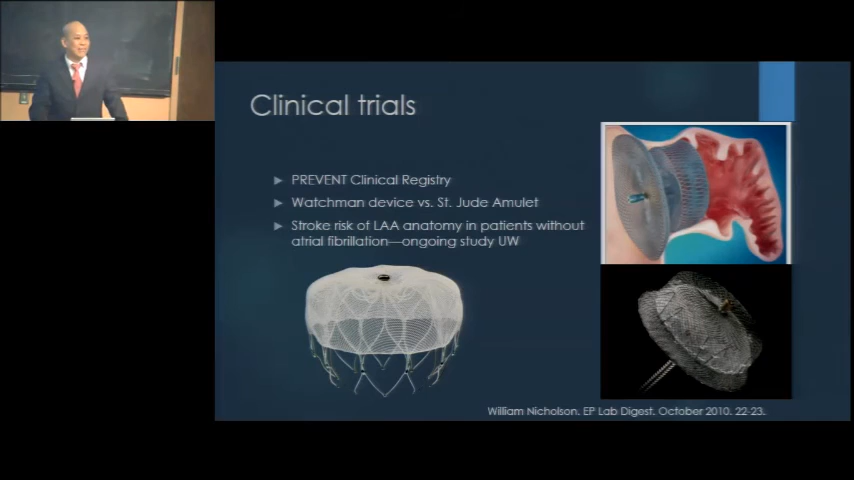 Clinical trials
PREVENT Clinical Registry
Watchman device vs. St. Jude Amulet
Stroke risk of LAA anatomy in patients without
atrial fibrillation—ongoing study UW
William Nicholson. EP Lab Digest. October 2010. 22-23.